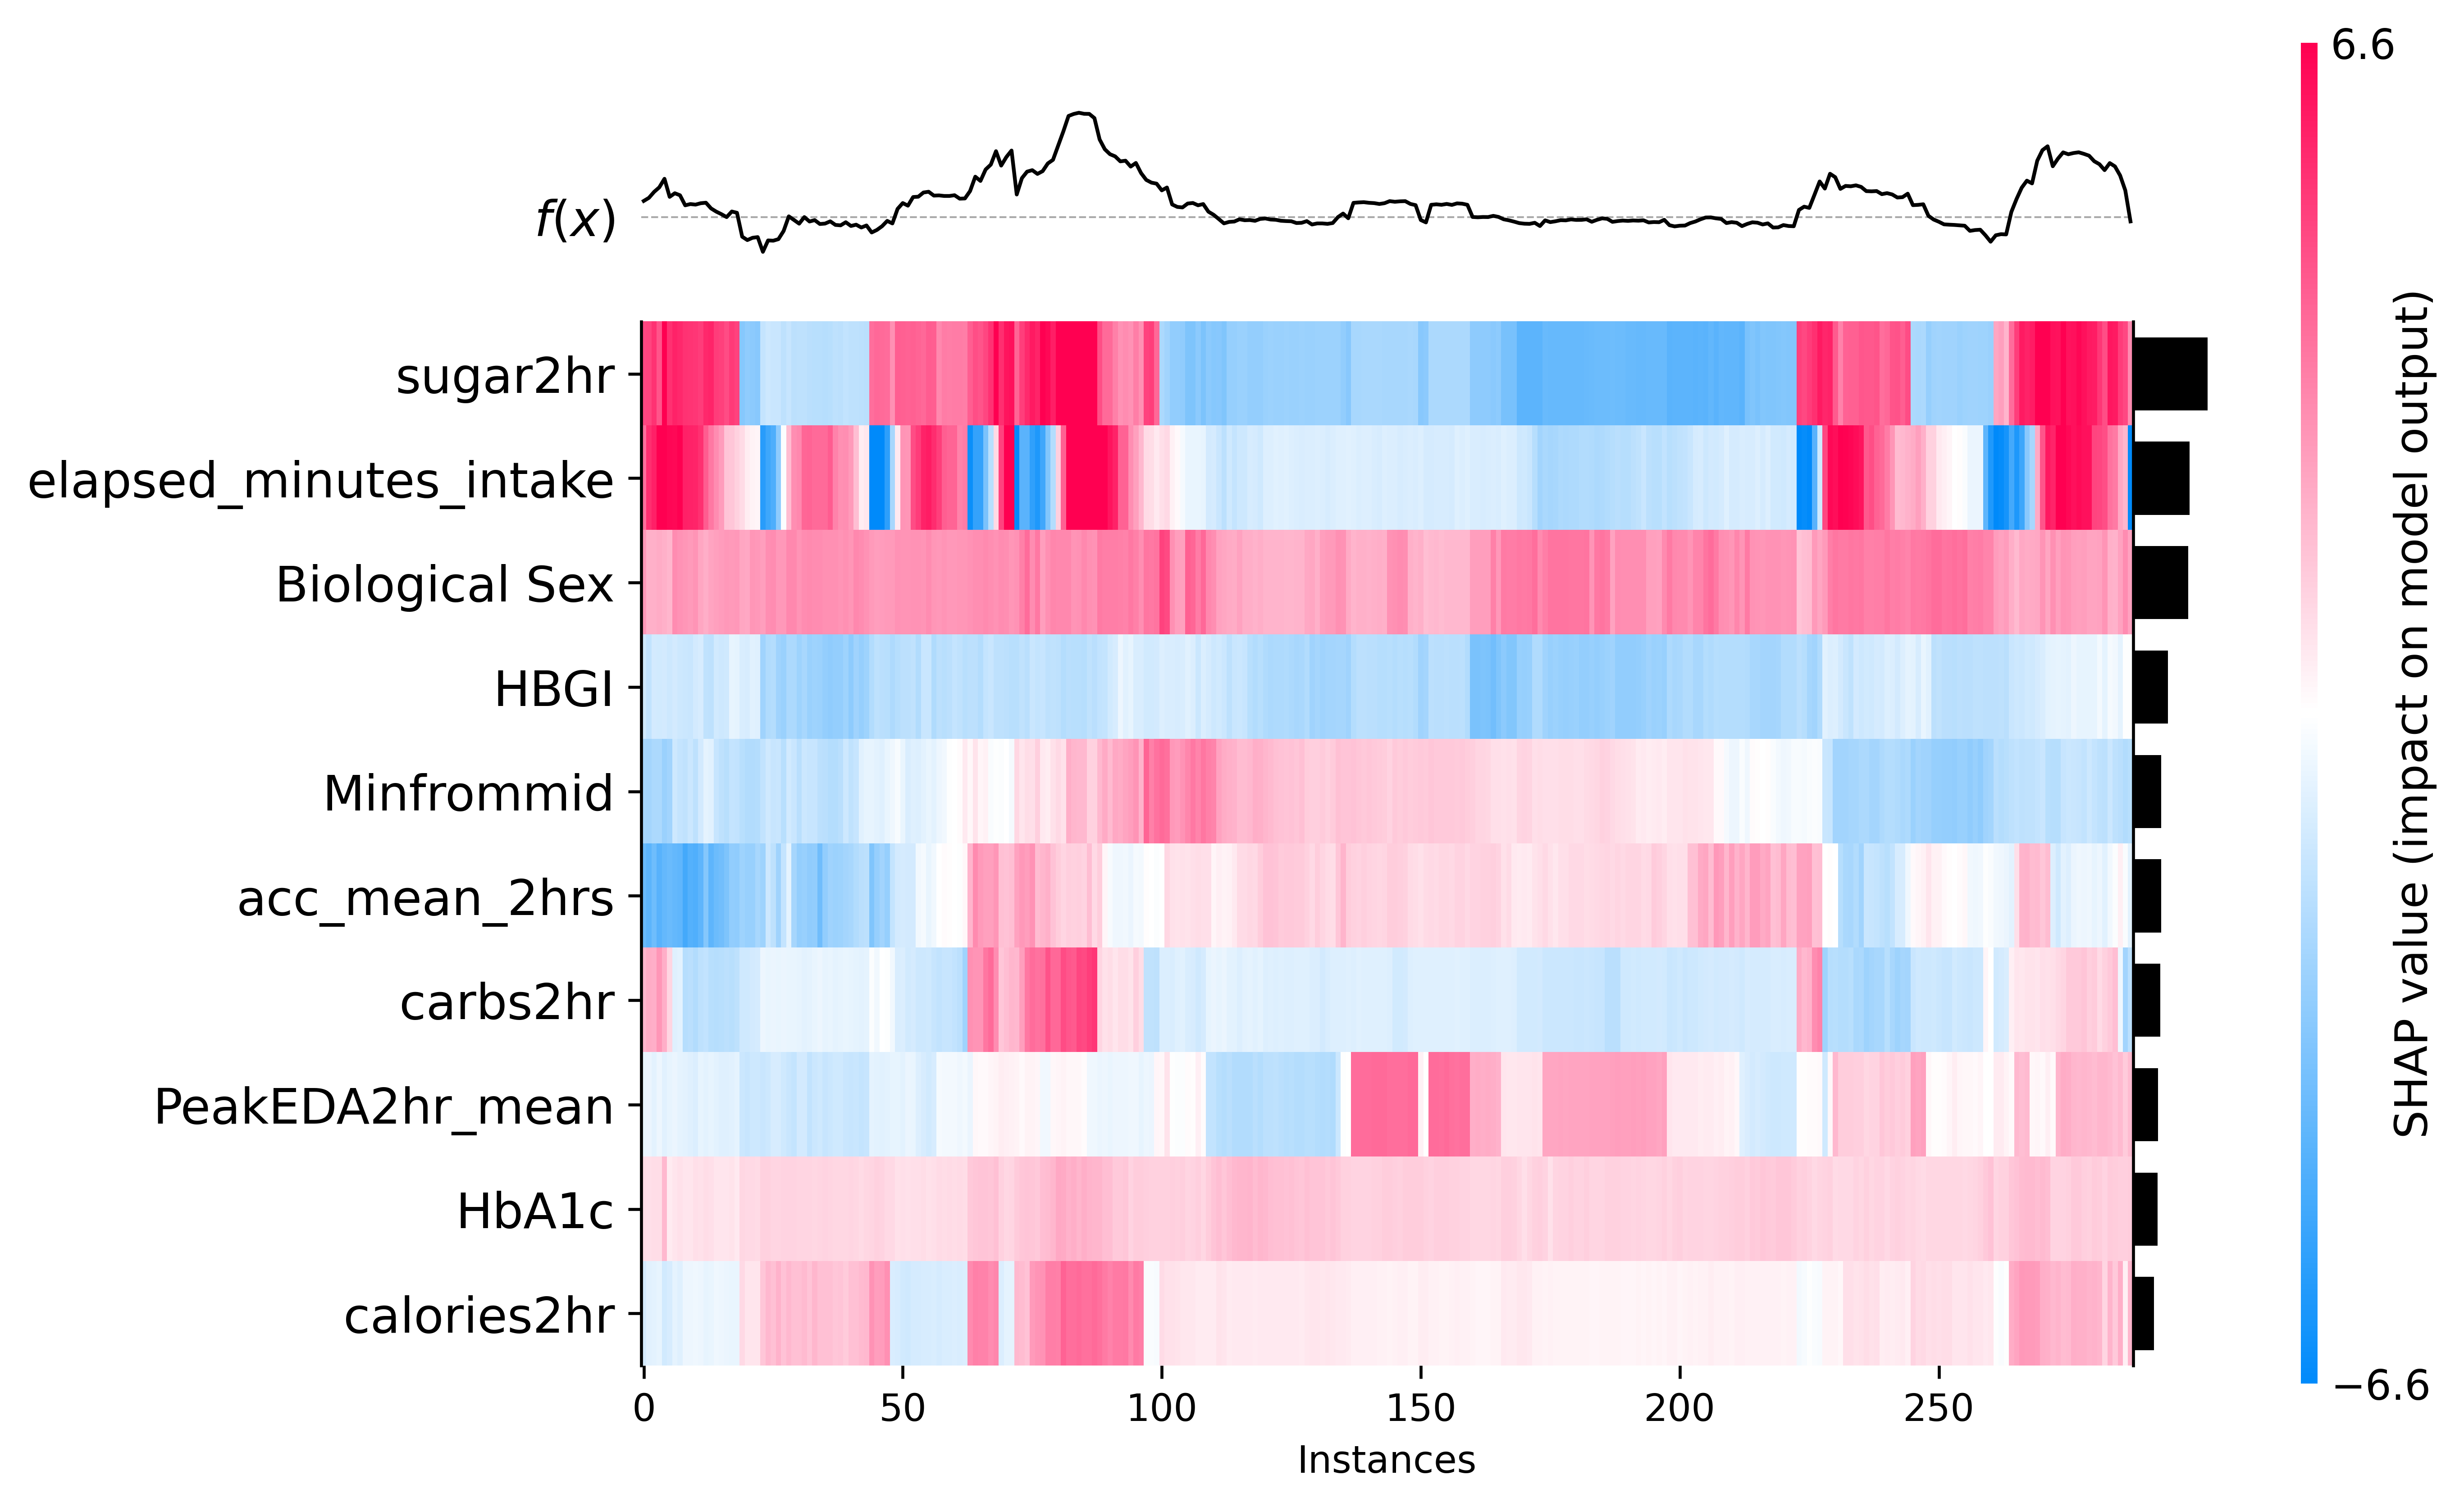 6.6
f(x)
sugar2hr
elapsed_minutes_intake
Biological Sex
HBGI
Minfrommid
acc_mean_2hrs
carbs2hr
PeakEDA2hr_mean
HbA1c
calories2hr
0 50 100 150 200 250
Instances
SHAP value (impact on model output)
−6.6